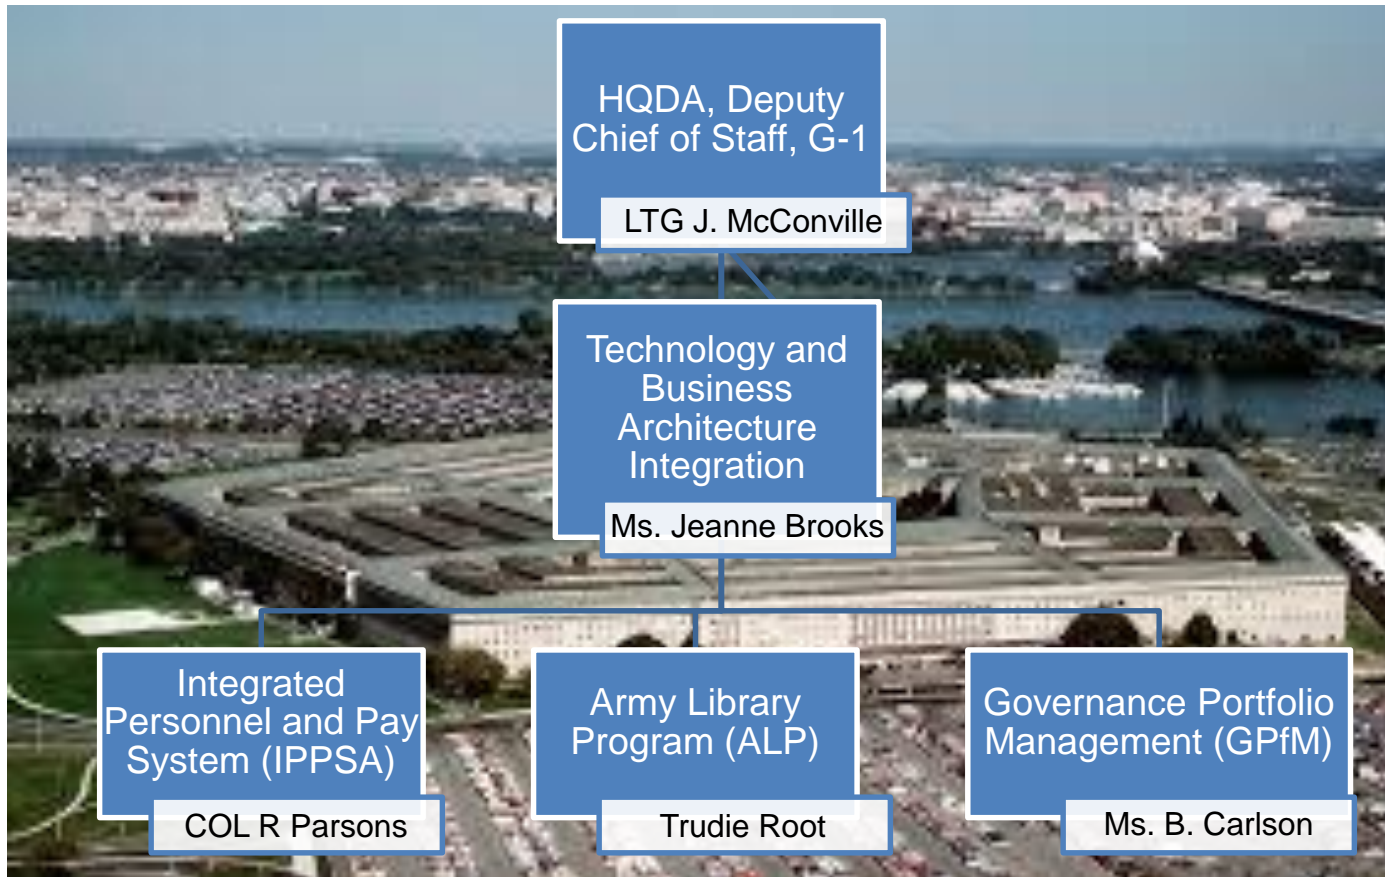 HQDA, Deputy
Chief of Staff, G-1
LTG J. McConville
Technology and
Business
Architecture
Integration
Ms. Jeanne Brooks
Integrated
Personnel and Pay
System (IPPSA)
COL R Parsons
Army Library
Program (ALP)
Trudie Root
Governance Portfolio
Management (GPfM)
Ms. B. Carlson